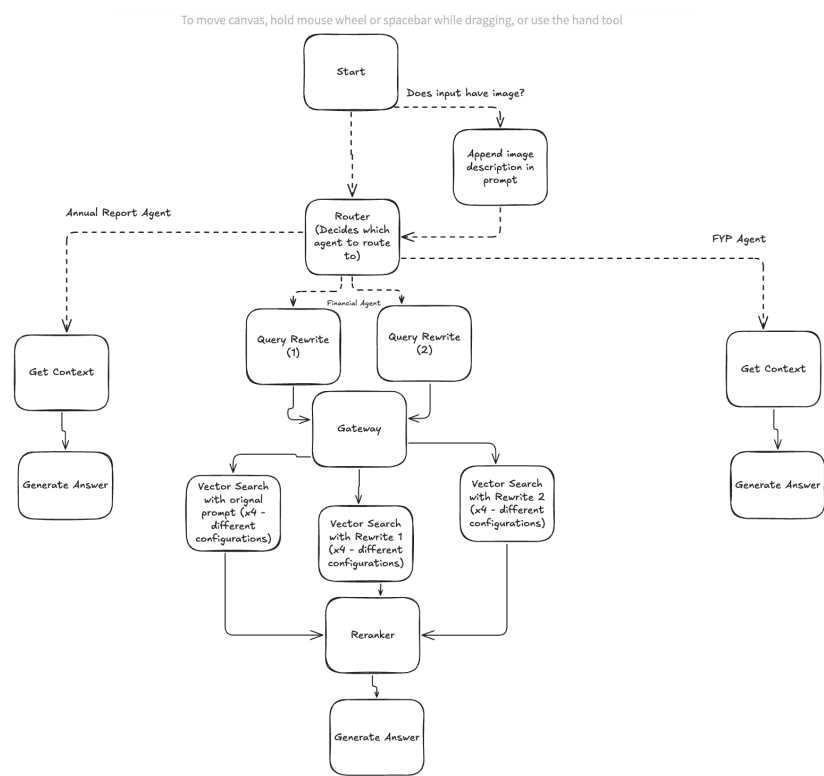 To move canvas, hold mouse wheel or spacebar while dragging, or use the hand tool
Start
Does input have image?
Append image
description in
prompt
Router
(Decides which
agent to route
to)
Annual Report Agent
FYP Agent
Financial Agent
Query Rewrite
(1)
Query Rewrite
(2)
Get Context
Get Context
Gateway
Generate Answer
Vector Search
with orignal
prompt (x4 -
different
configurations)
Vector Search
with Rewrite 1
(x4 - different
configurations)
Vector Search
with Rewrite 2
(x4 - different
configurations)
Generate Answer
Reranker
Generate Answer